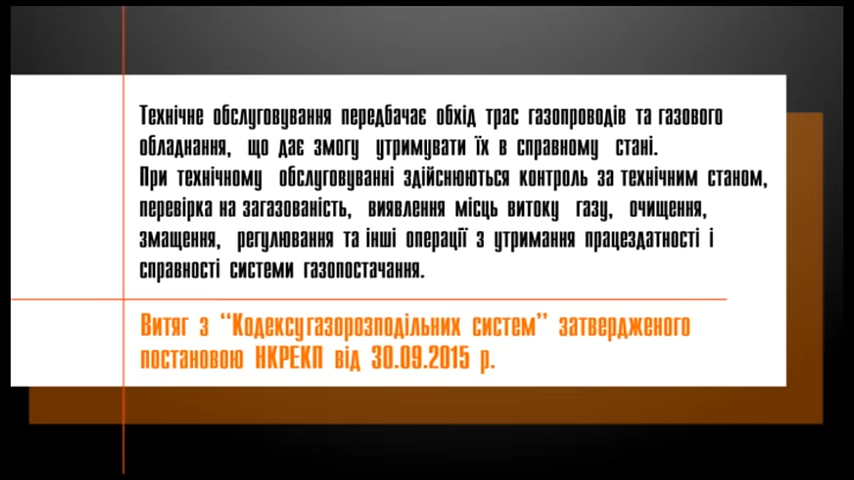 Технічне обслуговування передбачає обхід трас газопроводів та газового
обладнання, що дає змогу утримувати їх в справному стані.
При технічному обслуговуванні здійснюються контроль за технічним станом,
перевірка на загазованість, виявлення місць витоку газу, очищення,
змащення, регулювання та інші операції з утримання працездатності і
справності системи газопостачання.
Витяг з “Кодексу газорозподільних систем” затвердженого
постановою НКРЕКП від 30.09.2015 р.